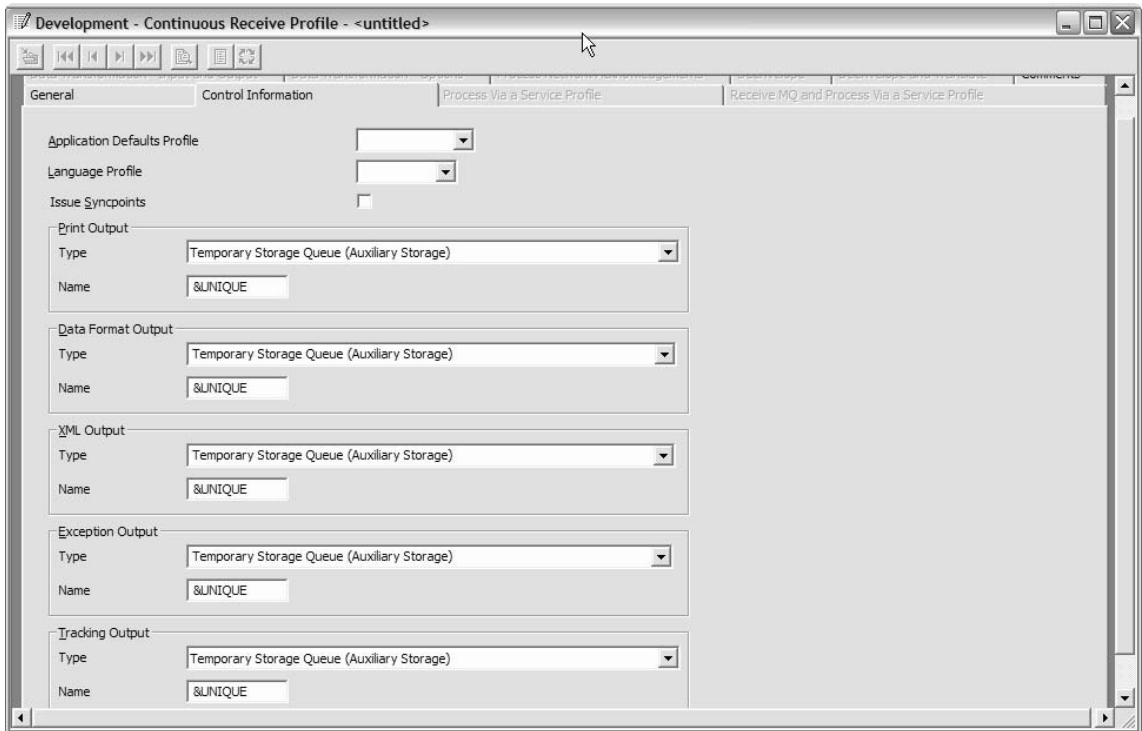 Development - Continuous Receive Profile - <untitled>
Comments
General Control Information Process Via a Service Profile Receive MQ and Process Via a Service Profile
Application Defaults Profile
Language Profile
Issue Syncpoints
Print Output
Type Temporary Storage Queue (Auxiliary Storage)
Name &UNIQUE
Data Format Output
Type Temporary Storage Queue (Auxiliary Storage)
Name &UNIQUE
XML Output
Type Temporary Storage Queue (Auxiliary Storage)
Name &UNIQUE
Exception Output
Type Temporary Storage Queue (Auxiliary Storage)
Name &UNIQUE
Tracking Output
Type Temporary Storage Queue (Auxiliary Storage)
Name &UNIQUE